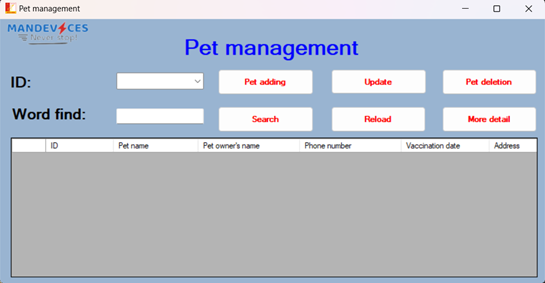 Pet management
MANDEVICES
Never stop!
Pet management
ID:
Pet adding
Update
Pet deletion
Word find:
Search
Reload
More detail
ID Pet name Pet owner's name Phone number Vaccination date Address